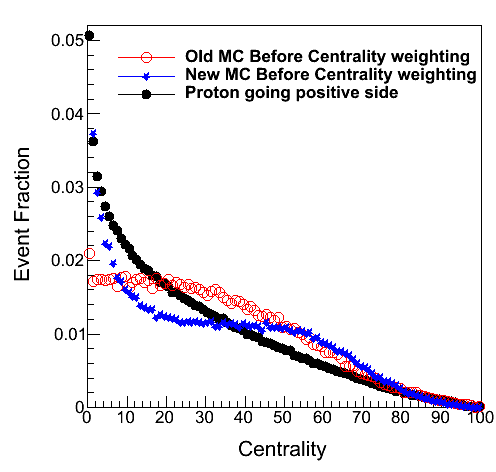 Old MC Before Centrality weighting
New MC Before Centrality weighting
Proton going positive side
Event Fraction
0.05
0.04
0.03
0.02
0.01
0
0 10 20 30 40 50 60 70 80 90 100
Centrality